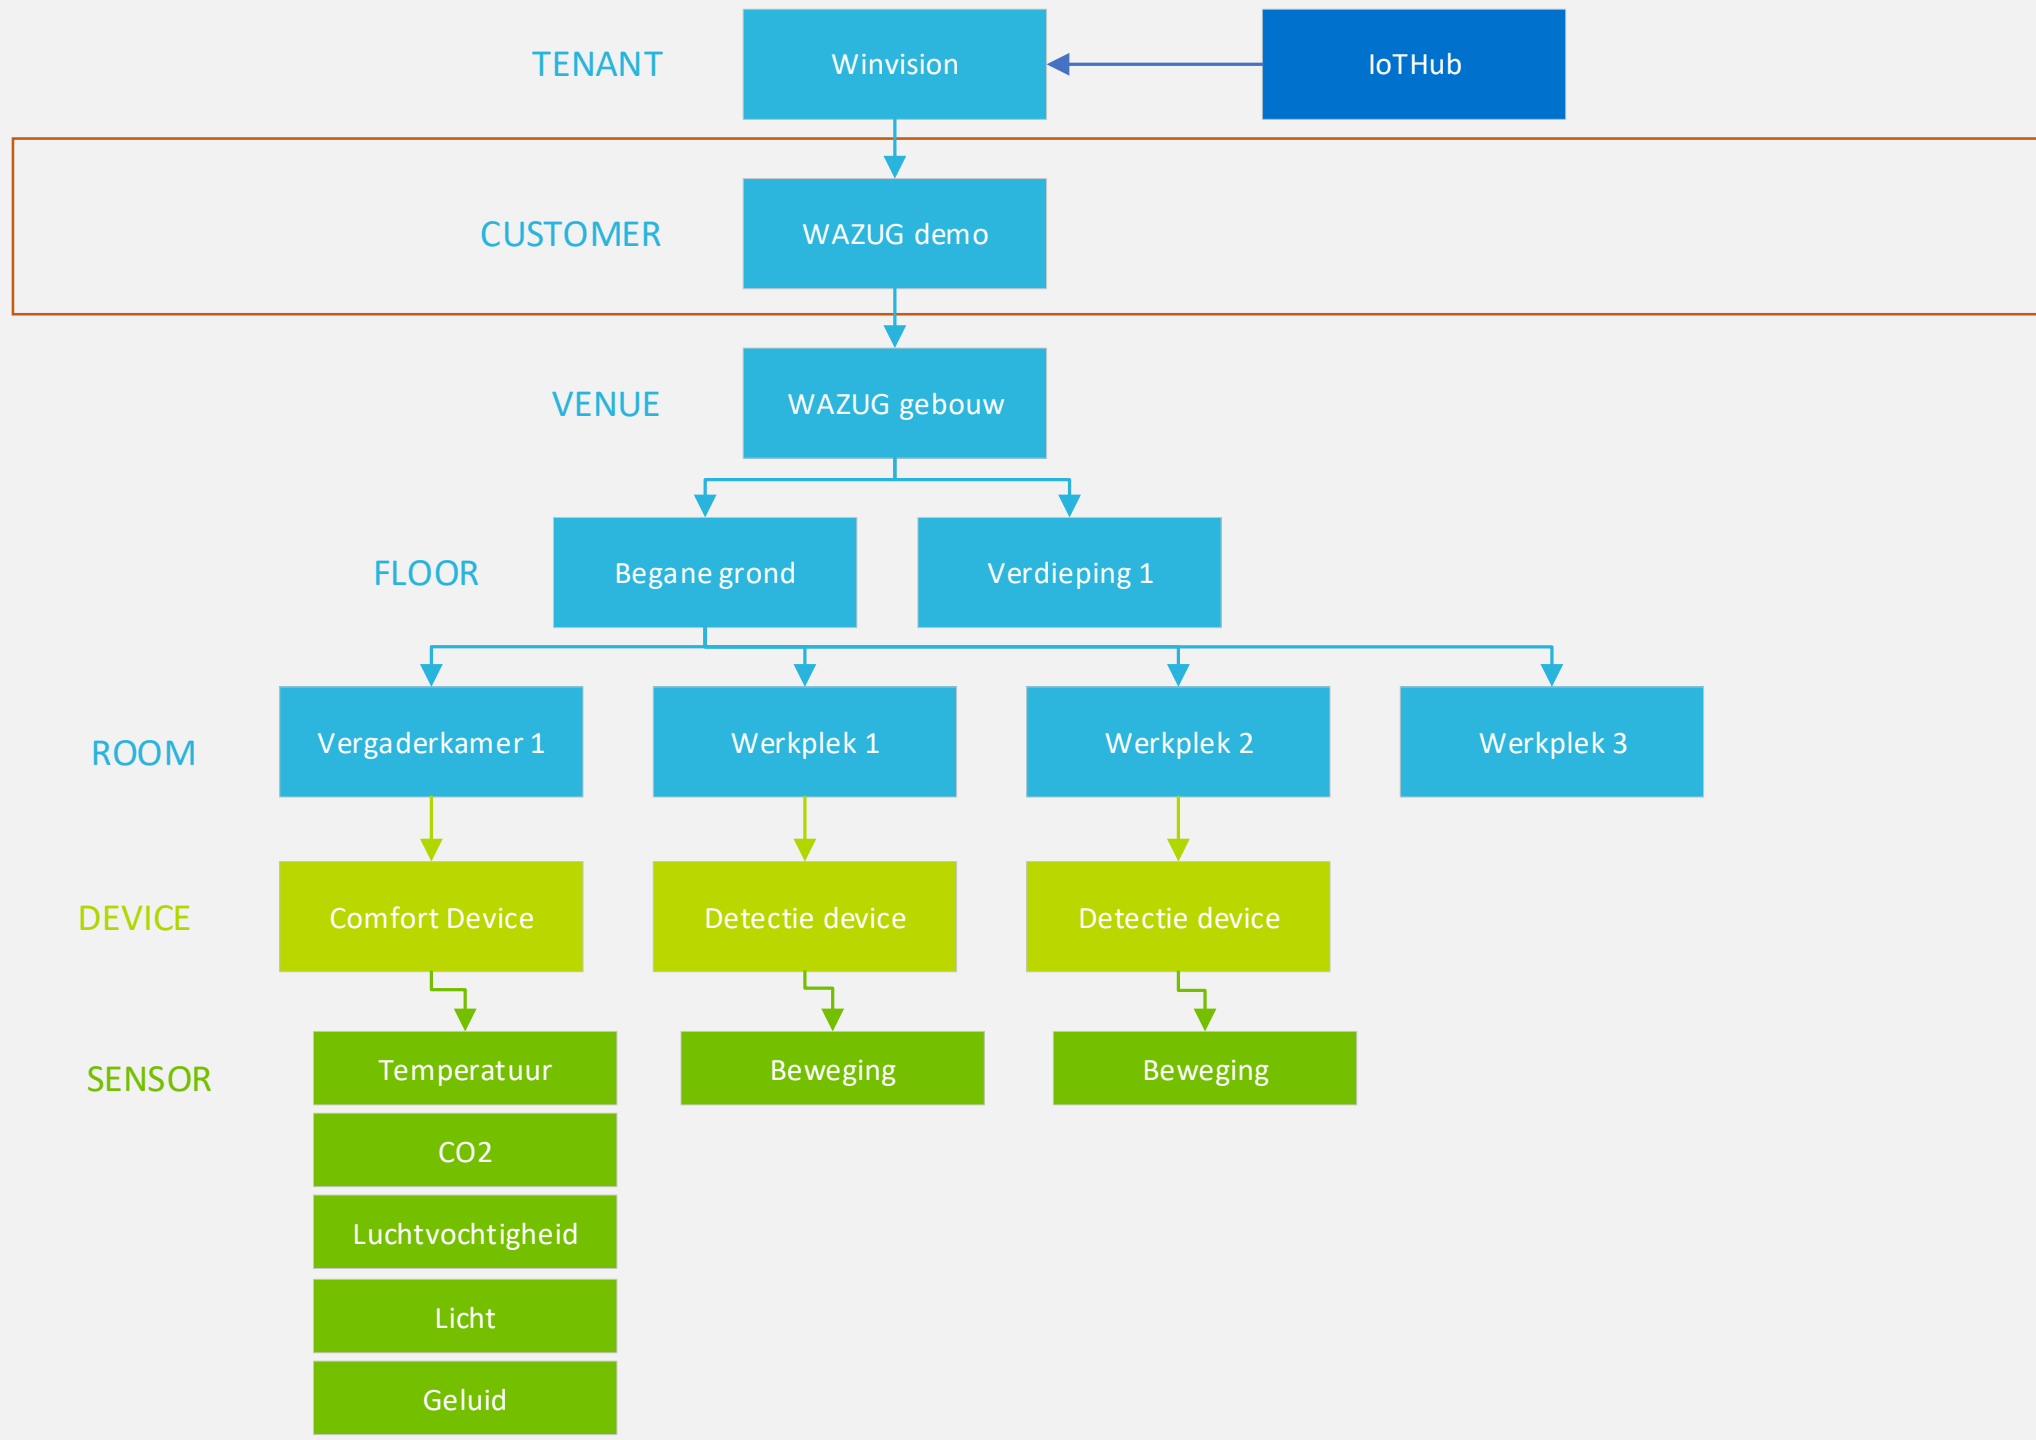 TENANT
Winvision
IoTHub
CUSTOMER
WAZUG demo
VENUE
WAZUG gebouw
FLOOR
Begane grond
Verdieping 1
ROOM
Vergaderkamer 1
Werkplek 1
Werkplek 2
Werkplek 3
DEVICE
Comfort Device
Detectie device
Detectie device
SENSOR
Temperatuur
Beweging
Beweging
CO2
Luchtvochtigheid
Licht
Geluid